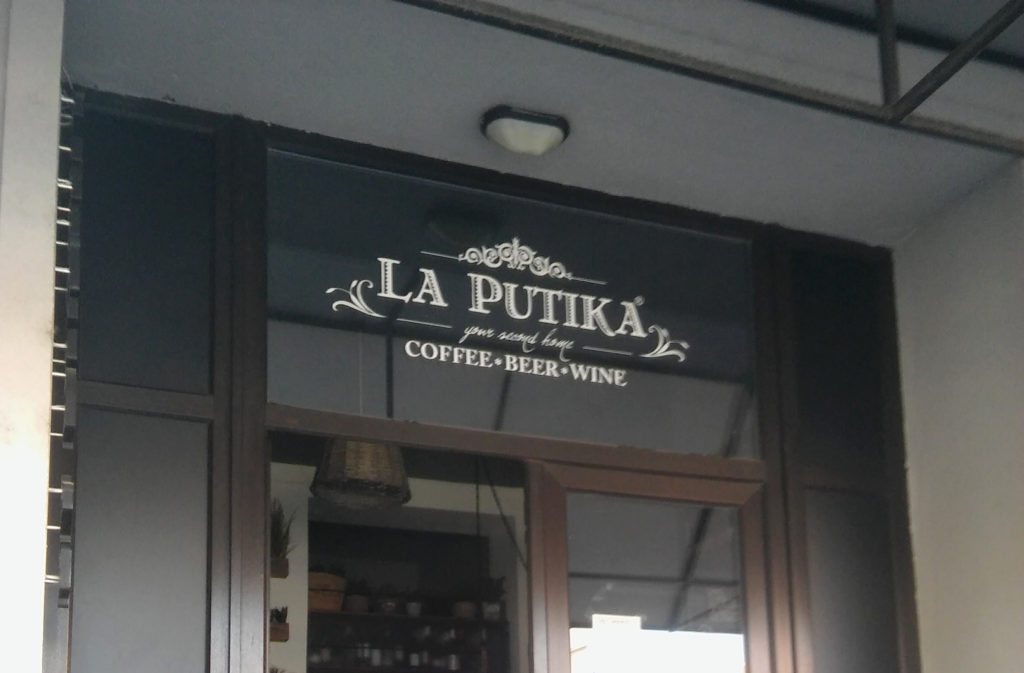 LA PUTIKA
your second home
COFFEE•BEER•WINE